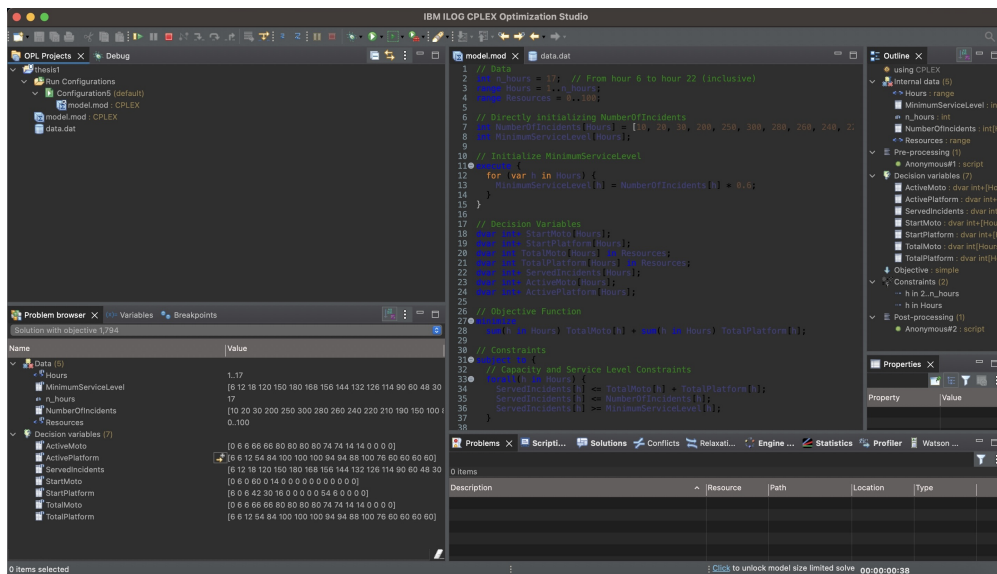 IBM ILOG CPLEX Optimization Studio
OPL Projects
Debug
thesis1
Run Configurations
Configuration5 (default)
model.mod : CPLEX
model.mod : CPLEX
data.dat
model.mod
data.dat
1 // Data
2 int n_hours = 17; // From hour 6 to hour 22 (inclusive)
3 range Hours = 1..n_hours;
4 range Resources = 0..100;
5
6 // Directly initializing NumberOfIncidents
7 int NumberOfIncidents[Hours] = [10, 20, 30, 200, 250, 300, 280, 260, 240, 22
8 int MinimumServiceLevel[Hours];
9
10 // Initialize MinimumServiceLevel
11 execute {
12 for (var h in Hours) {
13 MinimumServiceLevel[h] = NumberOfIncidents[h] * 0.6;
14 }
15 }
16
17 // Decision Variables
18 dvar int+ StartMoto[Hours];
19 dvar int+ StartPlatform[Hours];
20 dvar int TotalMoto[Hours] in Resources;
21 dvar int TotalPlatform[Hours] in Resources;
22 dvar int+ ServedIncidents[Hours];
23 dvar int+ ActiveMoto[Hours];
24 dvar int+ ActivePlatform[Hours];
25
26 // Objective Function
27 minimize
28 sum(h in Hours) TotalMoto[h] + sum(h in Hours) TotalPlatform[h];
29
30 // Constraints
31 subject to {
32 // Capacity and Service Level Constraints
33 forall(h in Hours) {
34 ServedIncidents[h] <= TotalMoto[h] + TotalPlatform[h];
35 ServedIncidents[h] <= NumberOfIncidents[h];
36 ServedIncidents[h] >= MinimumServiceLevel[h];
37 }
38
Outline
using CPLEX
Internal data (5)
Hours : range
MinimumServiceLevel : in
n_hours : int
NumberOfIncidents : int[H
Resources : range
Pre-processing (1)
Anonymous#1 : script
Decision variables (7)
ActiveMoto : dvar int+[Ho
ActivePlatform : dvar int+
ServedIncidents : dvar int
StartMoto : dvar int+[Hou
StartPlatform : dvar int+[
TotalMoto : dvar int[Hours
TotalPlatform : dvar int[H
Objective : simple
Constraints (2)
h in 2..n_hours
h in Hours
Post-processing (1)
Anonymous#2 : script
Problem browser
Variables
Breakpoints
Solution with objective 1,794
Name Value
Data (5)
Hours 1..17
MinimumServiceLevel [6 12 18 120 150 180 168 156 144 132 126 114 90 60 48 30
n_hours 17
NumberOfIncidents [10 20 30 200 250 300 280 260 240 220 210 190 150 100 8
Resources 0..100
Decision variables (7)
ActiveMoto [0 6 6 66 66 80 80 80 80 74 74 14 14 0 0 0 0]
ActivePlatform [6 6 12 54 84 100 100 100 94 94 88 100 76 60 60 60 60]
ServedIncidents [6 12 18 120 150 180 168 156 144 132 126 114 90 60 48 30
StartMoto [0 6 0 60 0 14 0 0 0 0 0 0 0 0 0 0 0]
StartPlatform [6 0 6 42 30 16 0 0 0 0 0 54 6 0 0 0 0]
TotalMoto [0 6 6 66 66 80 80 80 80 74 74 14 14 0 0 0 0]
TotalPlatform [6 6 12 54 84 100 100 100 94 94 88 100 76 60 60 60 60]
Properties
Property Value
Problems
Scripti...
Solutions
Conflicts
Relaxati...
Engine ...
Statistics
Profiler
Watson ...
0 items
Description Resource Path Location Type
0 items selected
Click to unlock model size limited solve 00:00:00:38